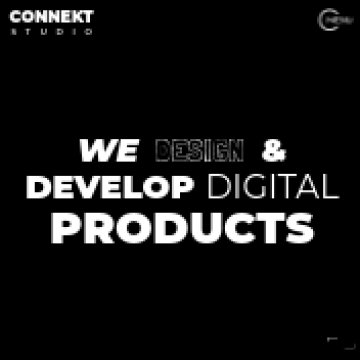 CONNEKT
STUDIO
MENU
WE DESIGN &
DEVELOP DIGITAL
PRODUCTS